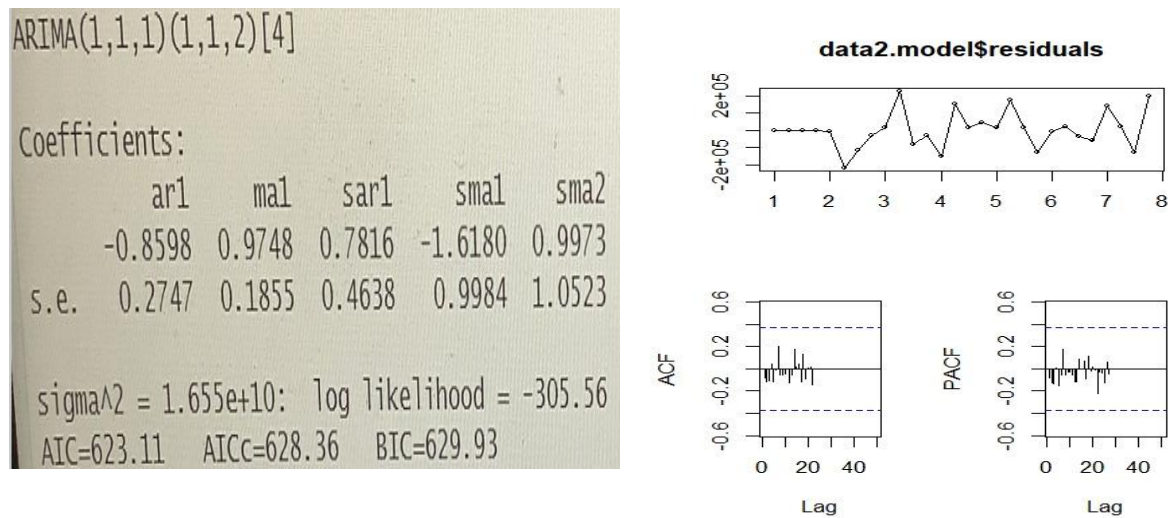 ARIMA(1,1,1)(1,1,2)[4]
Coefficients:
ar1 ma1 sar1 sma1 sma2
-0.8598 0.9748 0.7816 -1.6180 0.9973
s.e. 0.2747 0.1855 0.4638 0.9984 1.0523
sigma^2 = 1.655e+10: log likelihood = -305.56
AIC=623.11 AICc=628.36 BIC=629.93
data2.model$residuals
2e+05
-2e+05
1 2 3 4 5 6 7 8
ACF
0.6
0.2
-0.2
-0.6
0 20 40
Lag
PACF
0.6
0.2
-0.2
-0.6
0 20 40
Lag